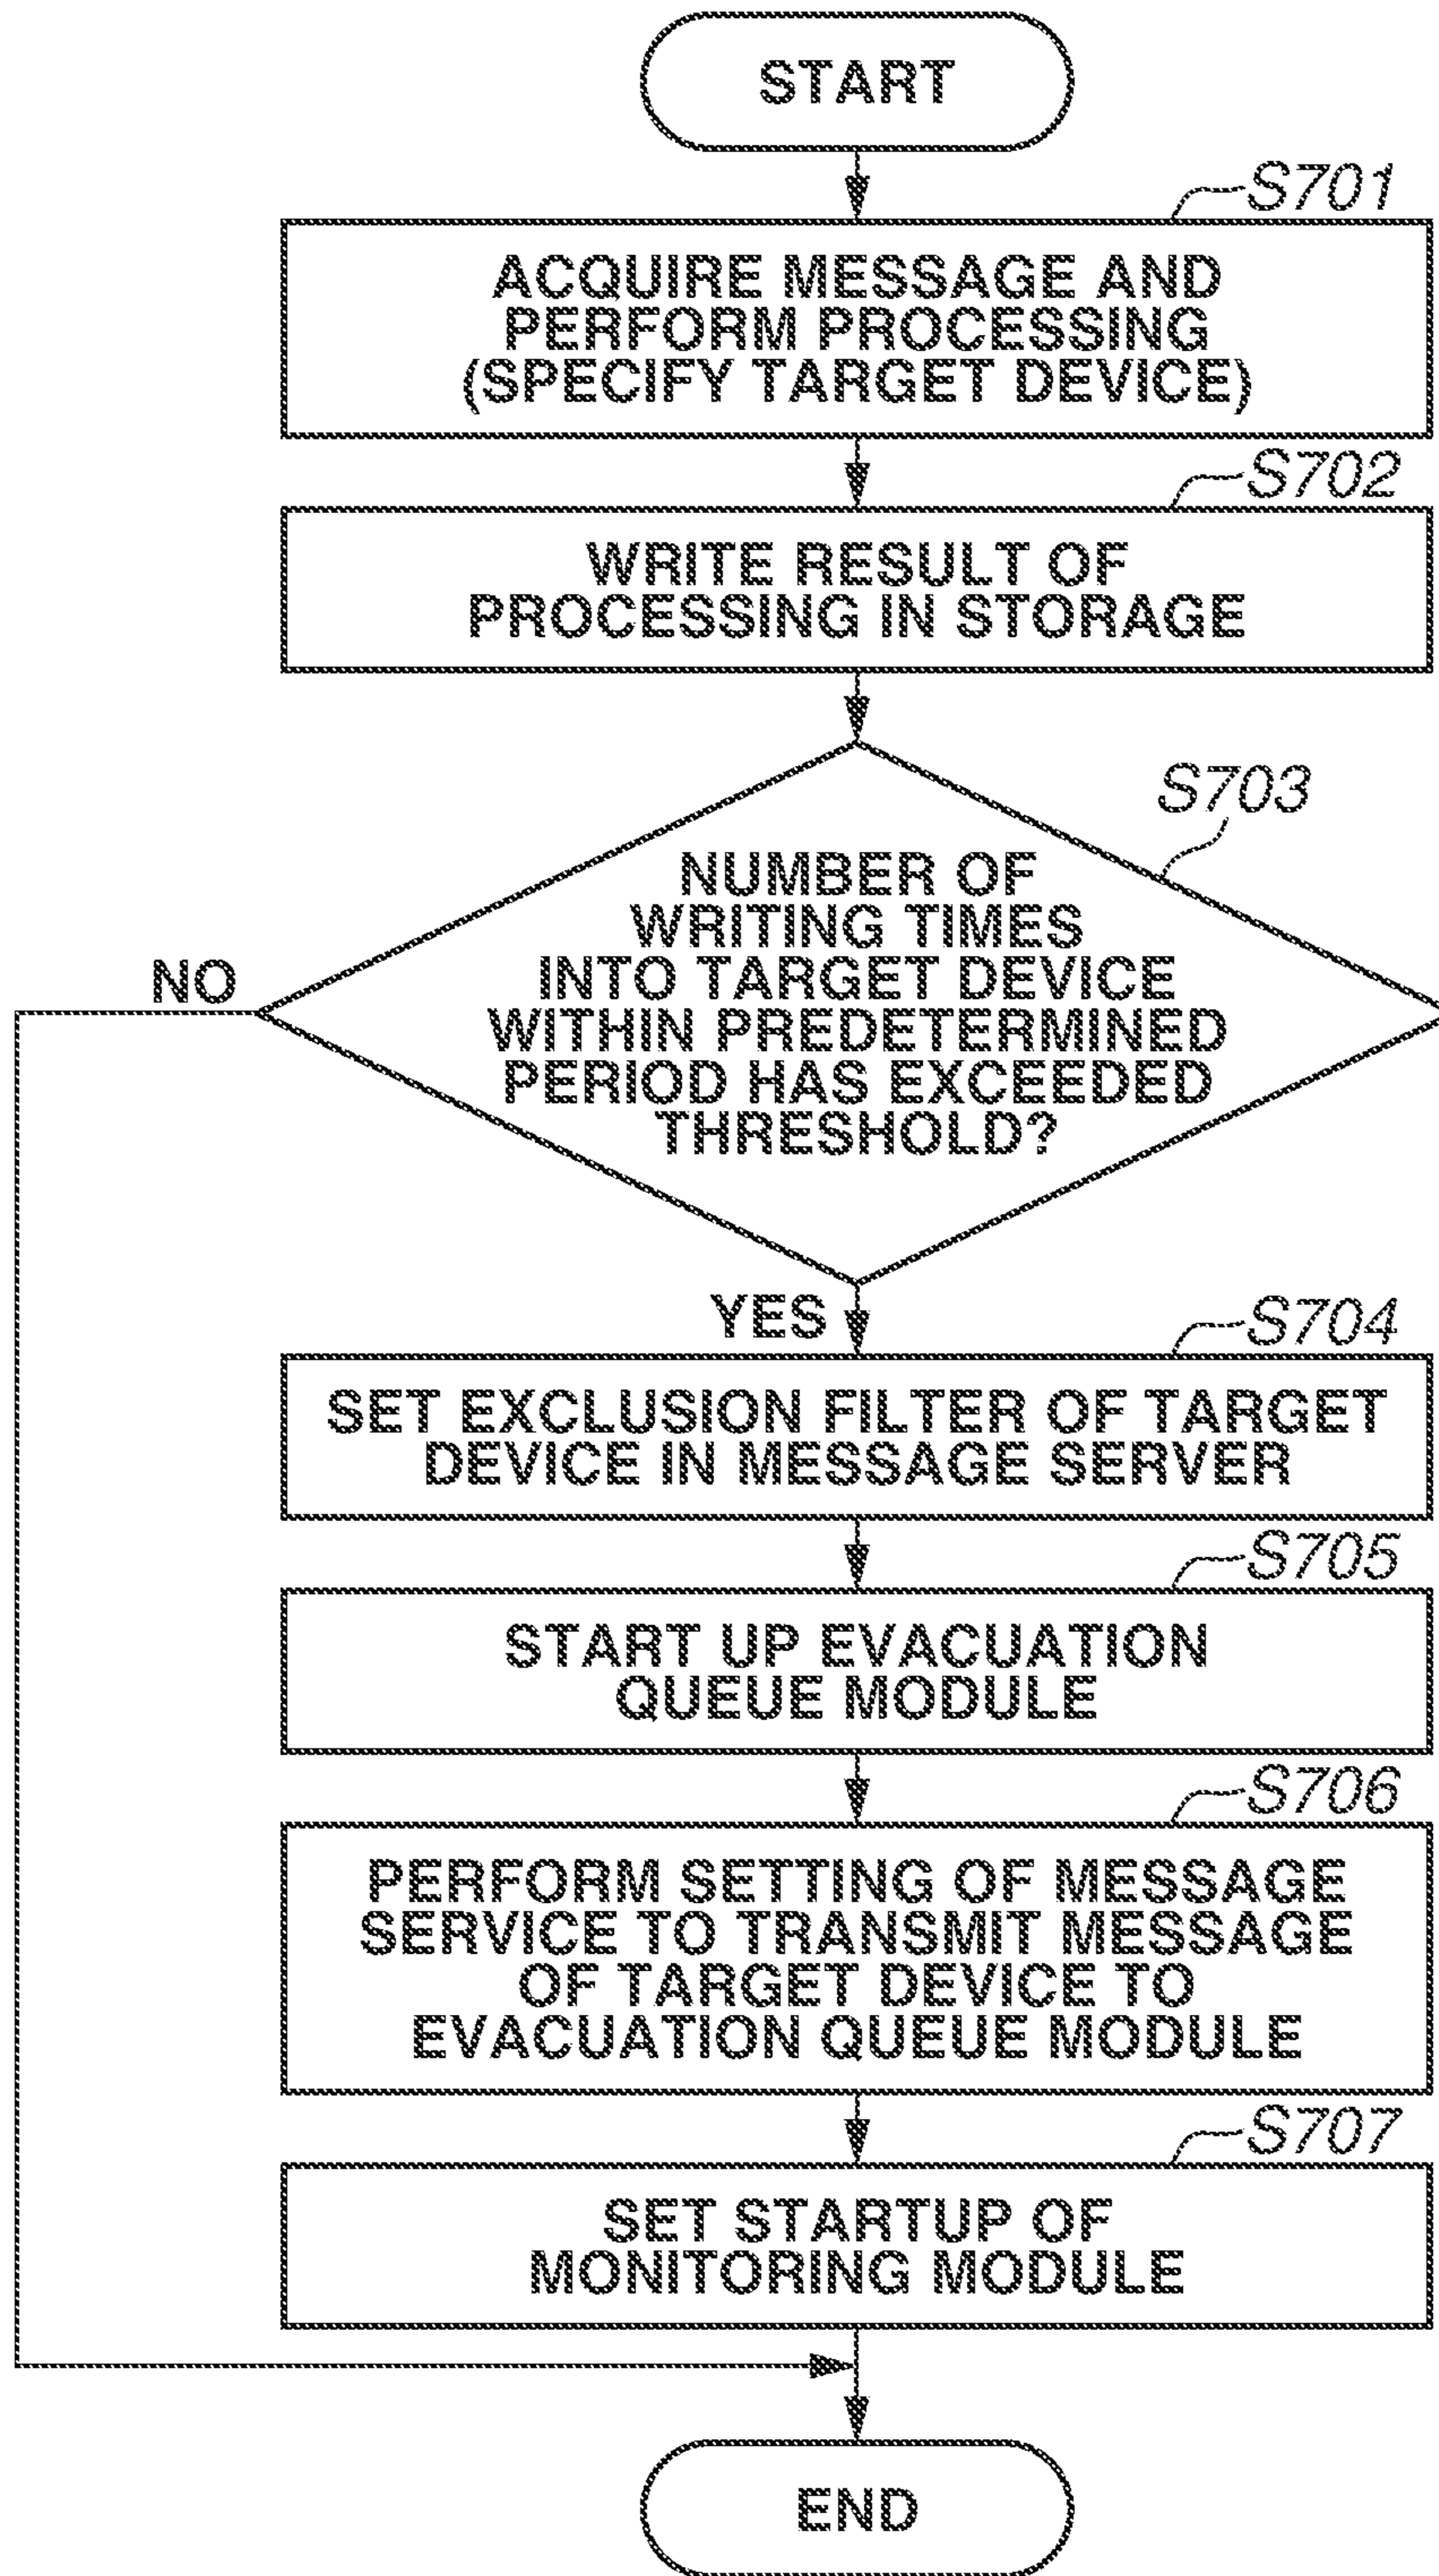 START
S701
ACQUIRE MESSAGE AND
PERFORM PROCESSING
(SPECIFY TARGET DEVICE)
S702
WRITE RESULT OF
PROCESSING IN STORAGE
S703
NUMBER OF
WRITING TIMES
INTO TARGET DEVICE
WITHIN PREDETERMINED
PERIOD HAS EXCEEDED
THRESHOLD?
NO
YES
S704
SET EXCLUSION FILTER OF TARGET
DEVICE IN MESSAGE SERVER
S705
START UP EVACUATION
QUEUE MODULE
S706
PERFORM SETTING OF MESSAGE
SERVICE TO TRANSMIT MESSAGE
OF TARGET DEVICE TO
EVACUATION QUEUE MODULE
S707
SET STARTUP OF
MONITORING MODULE
END